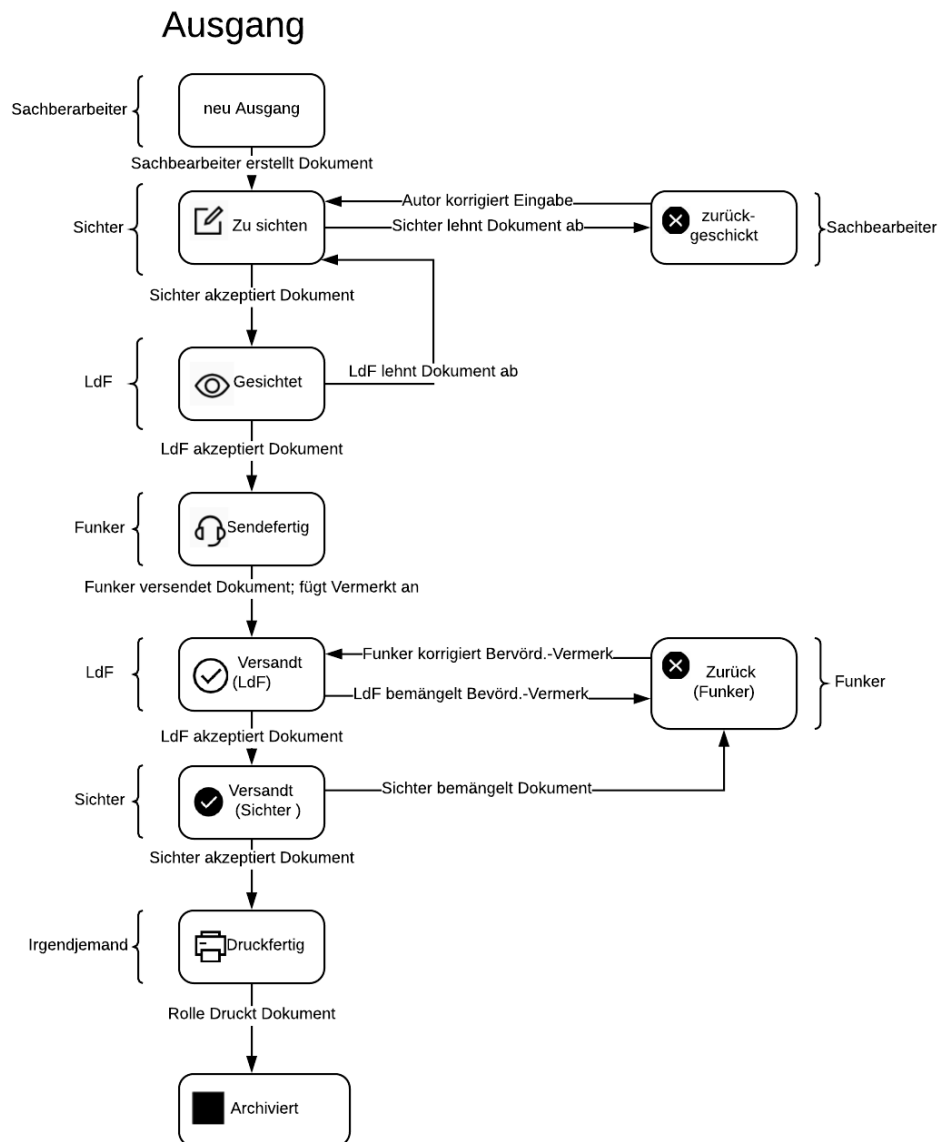 Ausgang
Sachberarbeiter
neu Ausgang
Sachbearbeiter erstellt Dokument
Sichter
Zu sichten
Autor korrigiert Eingabe
Sichter lehnt Dokument ab
zurück-
geschickt
Sachbearbeiter
Sichter akzeptiert Dokument
LdF
Gesichtet
LdF lehnt Dokument ab
LdF akzeptiert Dokument
Funker
Sendefertig
Funker versendet Dokument; fügt Vermerkt an
LdF
Versandt
(LdF)
Funker korrigiert Bervörd.-Vermerk
LdF bemängelt Bevörd.-Vermerk
Zurück
(Funker)
Funker
LdF akzeptiert Dokument
Sichter
Versandt
(Sichter )
Sichter bemängelt Dokument
Sichter akzeptiert Dokument
Irgendjemand
Druckfertig
Rolle Druckt Dokument
Archiviert